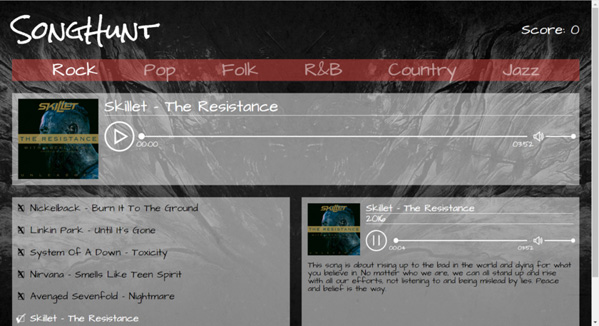 SongHunt
Score: 0
Rock Pop Folk R&B Country Jazz
SKILLET
THE RESISTANCE
Skillet - The Resistance
00:00 03:52
Nickelback - Burn It To The Ground
Linkin Park - Until It's Gone
System Of A Down - Toxicity
Nirvana - Smells Like Teen Spirit
Avenged Sevenfold - Nightmare
Skillet - The Resistance
SKILLET
THE RESISTANCE
Skillet - The Resistance
2016
03:52
This song is about rising up to the bad in the world and dying for what
you believe in. No matter who we are, we can all stand up and rise
with all our efforts, not listening to and being mislead by lies. Peace
and belief is the way.